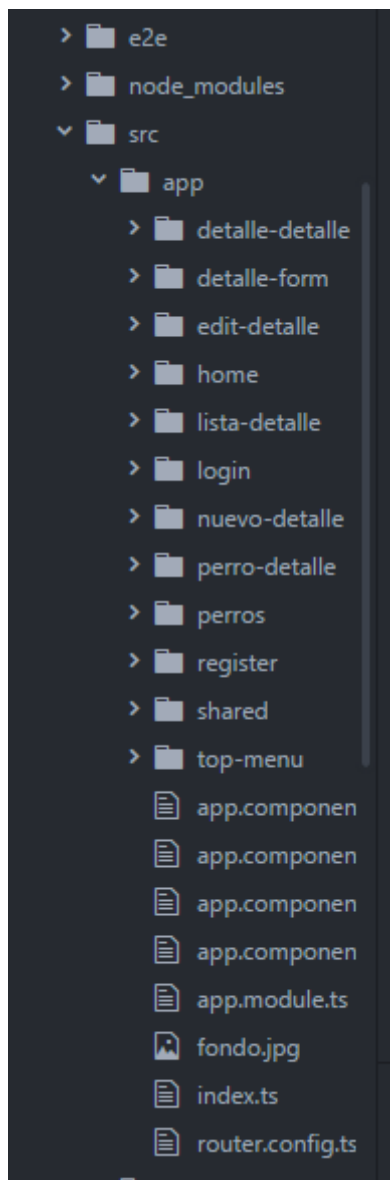 e2e
node_modules
src
app
detalle-detalle
detalle-form
edit-detalle
home
lista-detalle
login
nuevo-detalle
perro-detalle
perros
register
shared
top-menu
app.componen
app.componen
app.componen
app.componen
app.module.ts
fondo.jpg
index.ts
router.config.ts